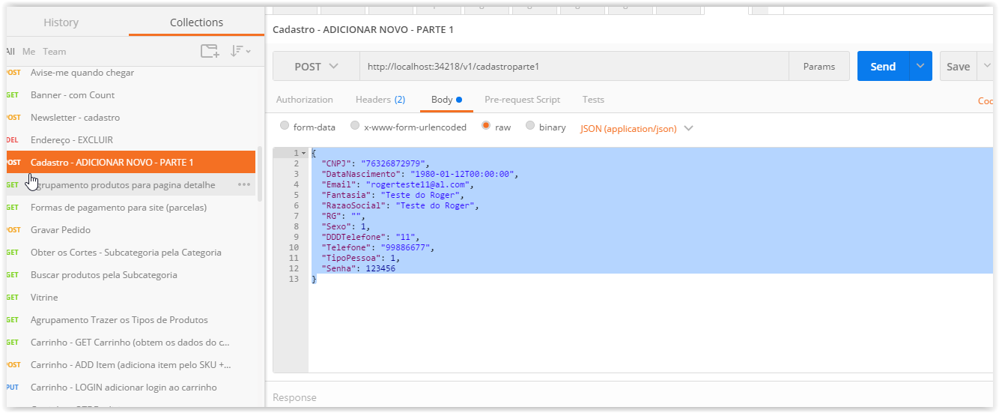 History Collections
All Me Team
POST Avise-me quando chegar
GET Banner - com Count
POST Newsletter - cadastro
DEL Endereço - EXCLUIR
POST Cadastro - ADICIONAR NOVO - PARTE 1
GET Agrupamento produtos para pagina detalhe
GET Formas de pagamento para site (parcelas)
POST Gravar Pedido
GET Obter os Cortes - Subcategoria pela Categoria
GET Buscar produtos pela Subcategoria
GET Vitrine
GET Agrupamento Trazer os Tipos de Produtos
GET Carrinho - GET Carrinho (obtem os dados do c...
POST Carrinho - ADD Item (adiciona item pelo SKU +...
PUT Carrinho - LOGIN adicionar login ao carrinho
Cadastro - ADICIONAR NOVO - PARTE 1
POST http://localhost:34218/v1/cadastroparte1 Params Send Save
Authorization Headers (2) Body Pre-request Script Tests
form-data x-www-form-urlencoded raw binary JSON (application/json)
1 {
2 "CNPJ": "76326872979",
3 "DataNascimento": "1980-01-12T00:00:00",
4 "Email": "rogerteste11@al.com",
5 "Fantasia": "Teste do Roger",
6 "RazaoSocial": "Teste do Roger",
7 "RG": "",
8 "Sexo": 1,
9 "DDDTelefone": "11",
10 "Telefone": "99886677",
11 "TipoPessoa": 1,
12 "Senha": 123456
13 }
Response